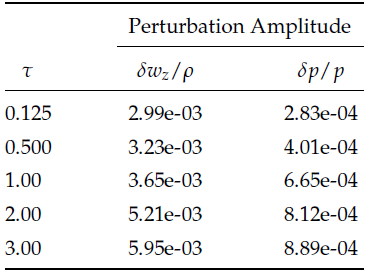 Perturbation Amplitude
τ δw_z/ρ δp/p
0.125 2.99e-03 2.83e-04
0.500 3.23e-03 4.01e-04
1.00 3.65e-03 6.65e-04
2.00 5.21e-03 8.12e-04
3.00 5.95e-03 8.89e-04